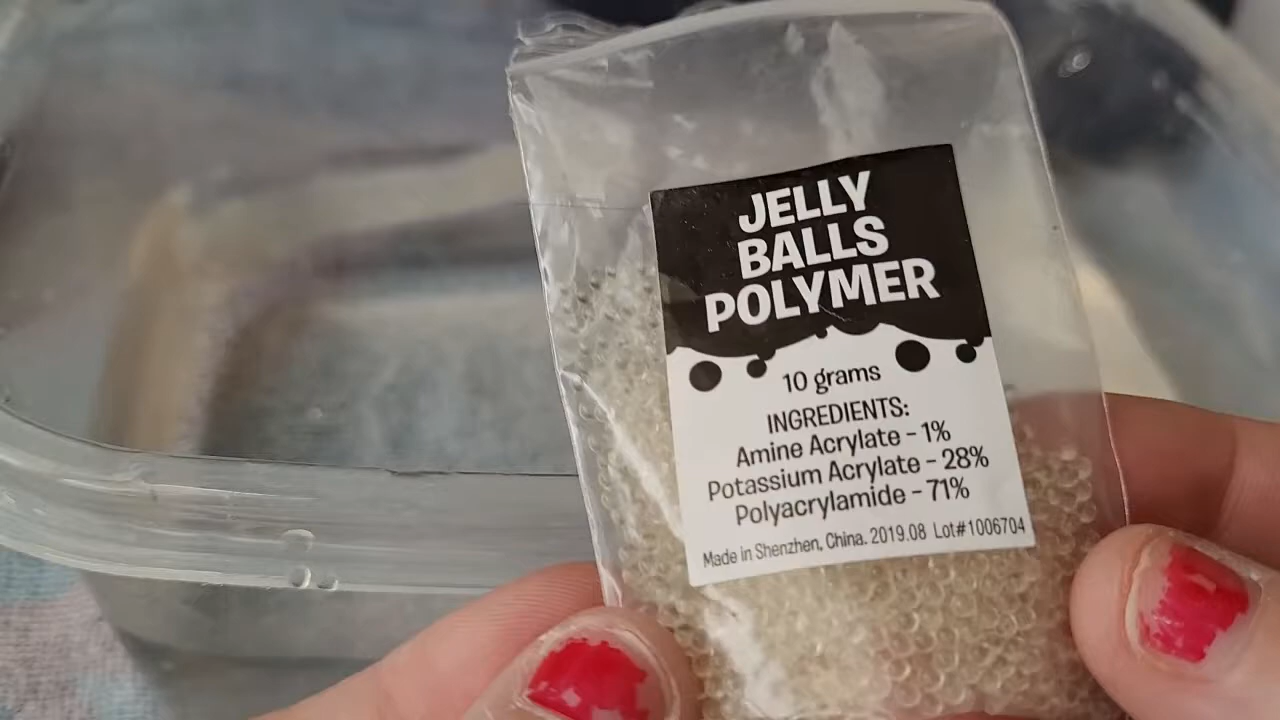 JELLY
BALLS
POLYMER
10 grams
INGREDIENTS:
Amine Acrylate - 1%
Potassium Acrylate - 28%
Polyacrylamide - 71%
Made in Shenzhen, China. 2019.08 Lot#1006704